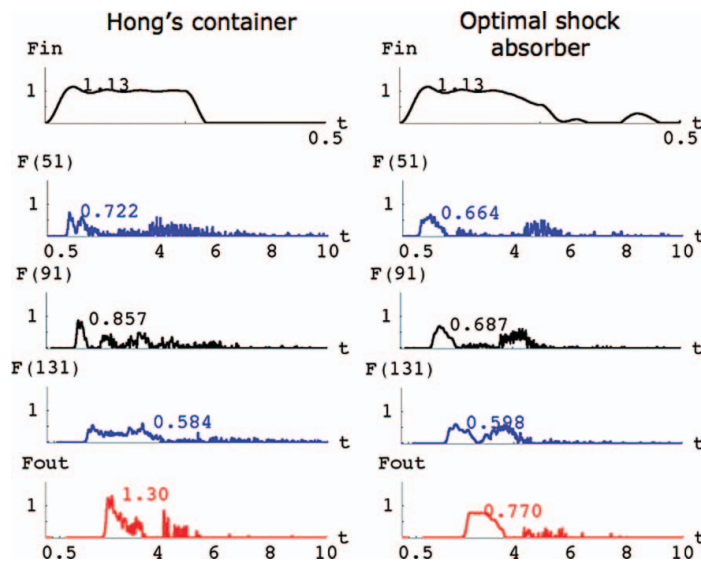 Hong's container
Optimal shock
absorber
Fin
1
1.13
t
0.5
Fin
1
1.13
t
0.5
F(51)
1
0.722
t
0.5 4 6 8 10
F(51)
1
0.664
t
0.5 4 6 8 10
F(91)
1
0.857
t
F(91)
1
0.687
t
F(131)
1
0.584
t
F(131)
1
0.598
t
Fout
1
1.30
t
0.5 4 6 8 10
Fout
1
0.770
t
0.5 4 6 8 10